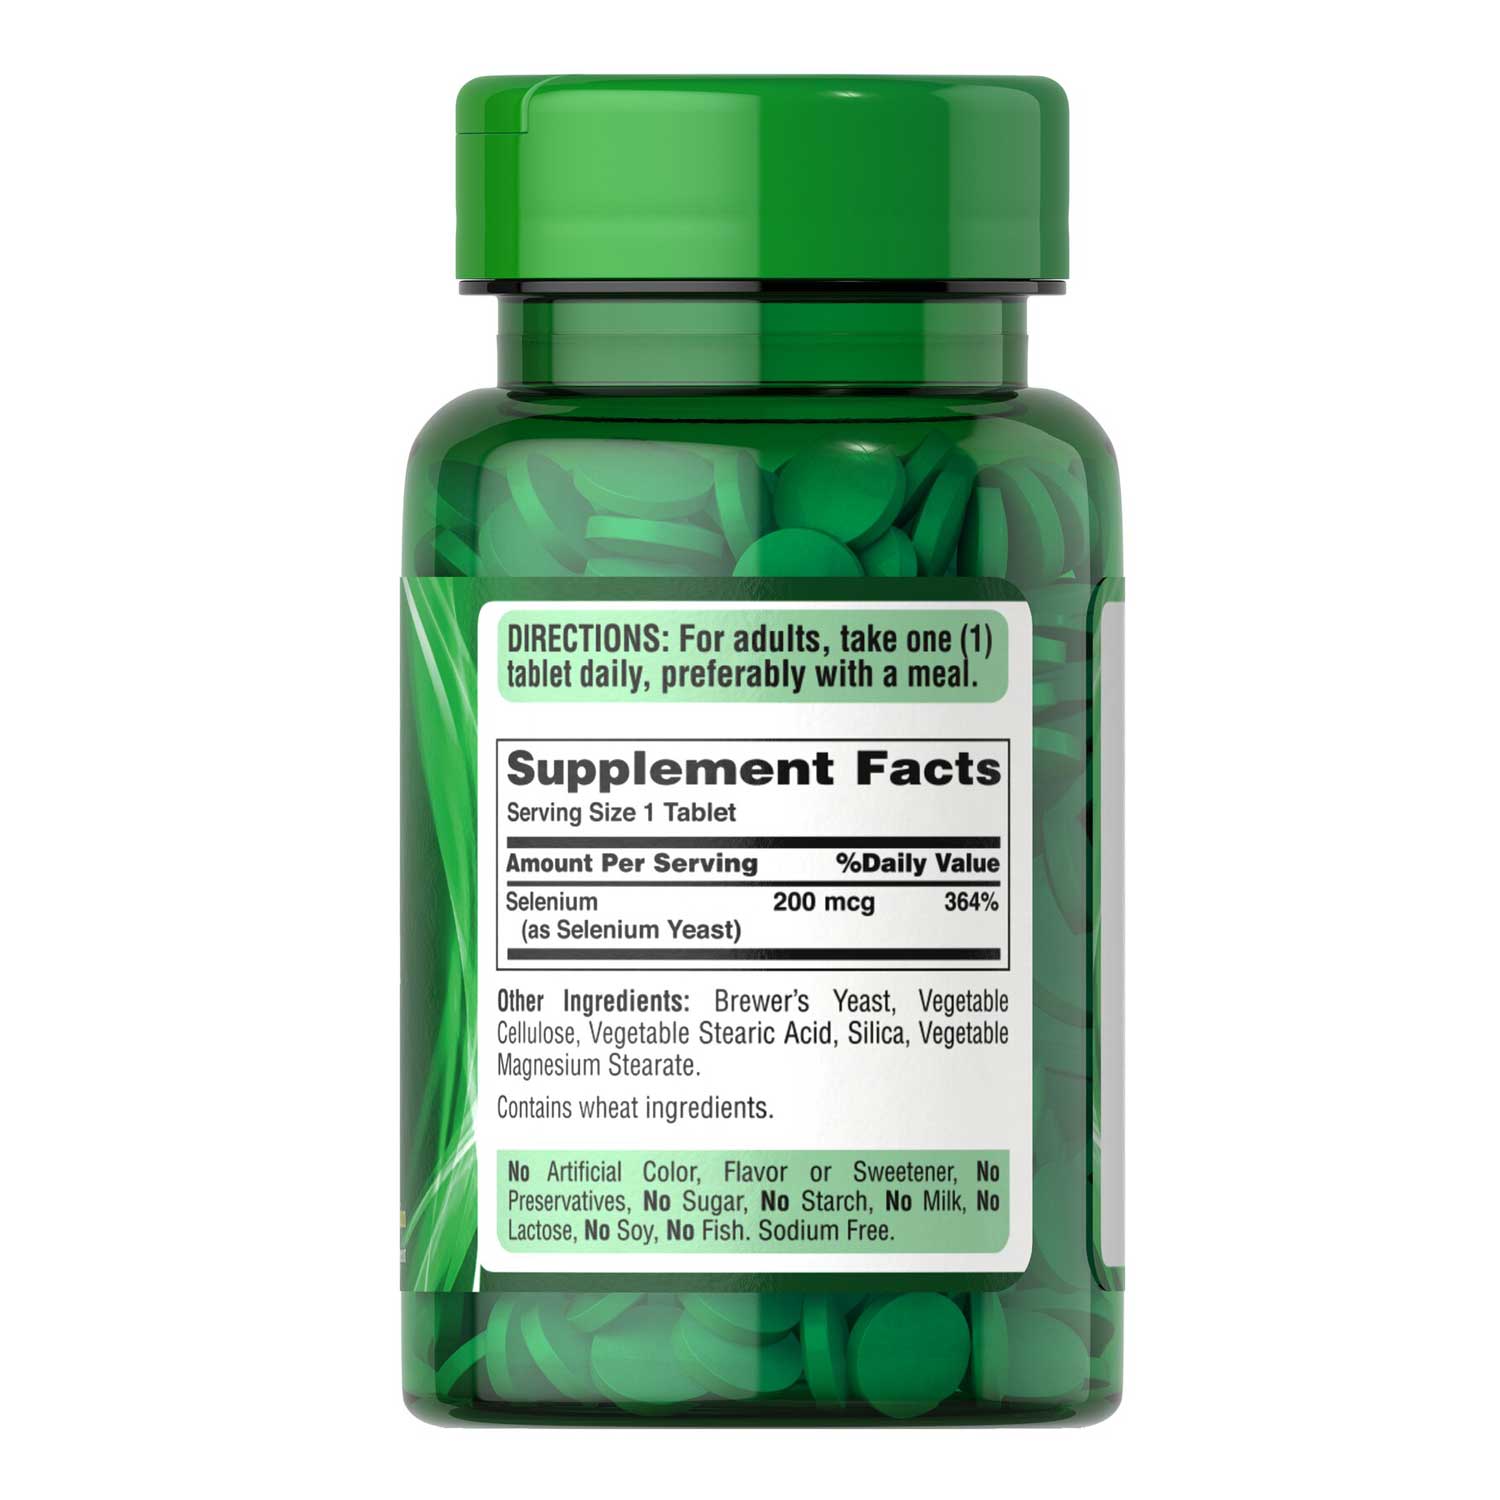 DIRECTIONS: For adults, take one (1)
tablet daily, preferably with a meal.
Supplement Facts
Serving Size 1 Tablet
Amount Per Serving %Daily Value
Selenium 200 mcg 364%
(as Selenium Yeast)
Other Ingredients: Brewer's Yeast, Vegetable
Cellulose, Vegetable Stearic Acid, Silica, Vegetable
Magnesium Stearate.
Contains wheat ingredients.
No Artificial Color, Flavor or Sweetener, No
Preservatives, No Sugar, No Starch, No Milk, No
Lactose, No Soy, No Fish. Sodium Free.